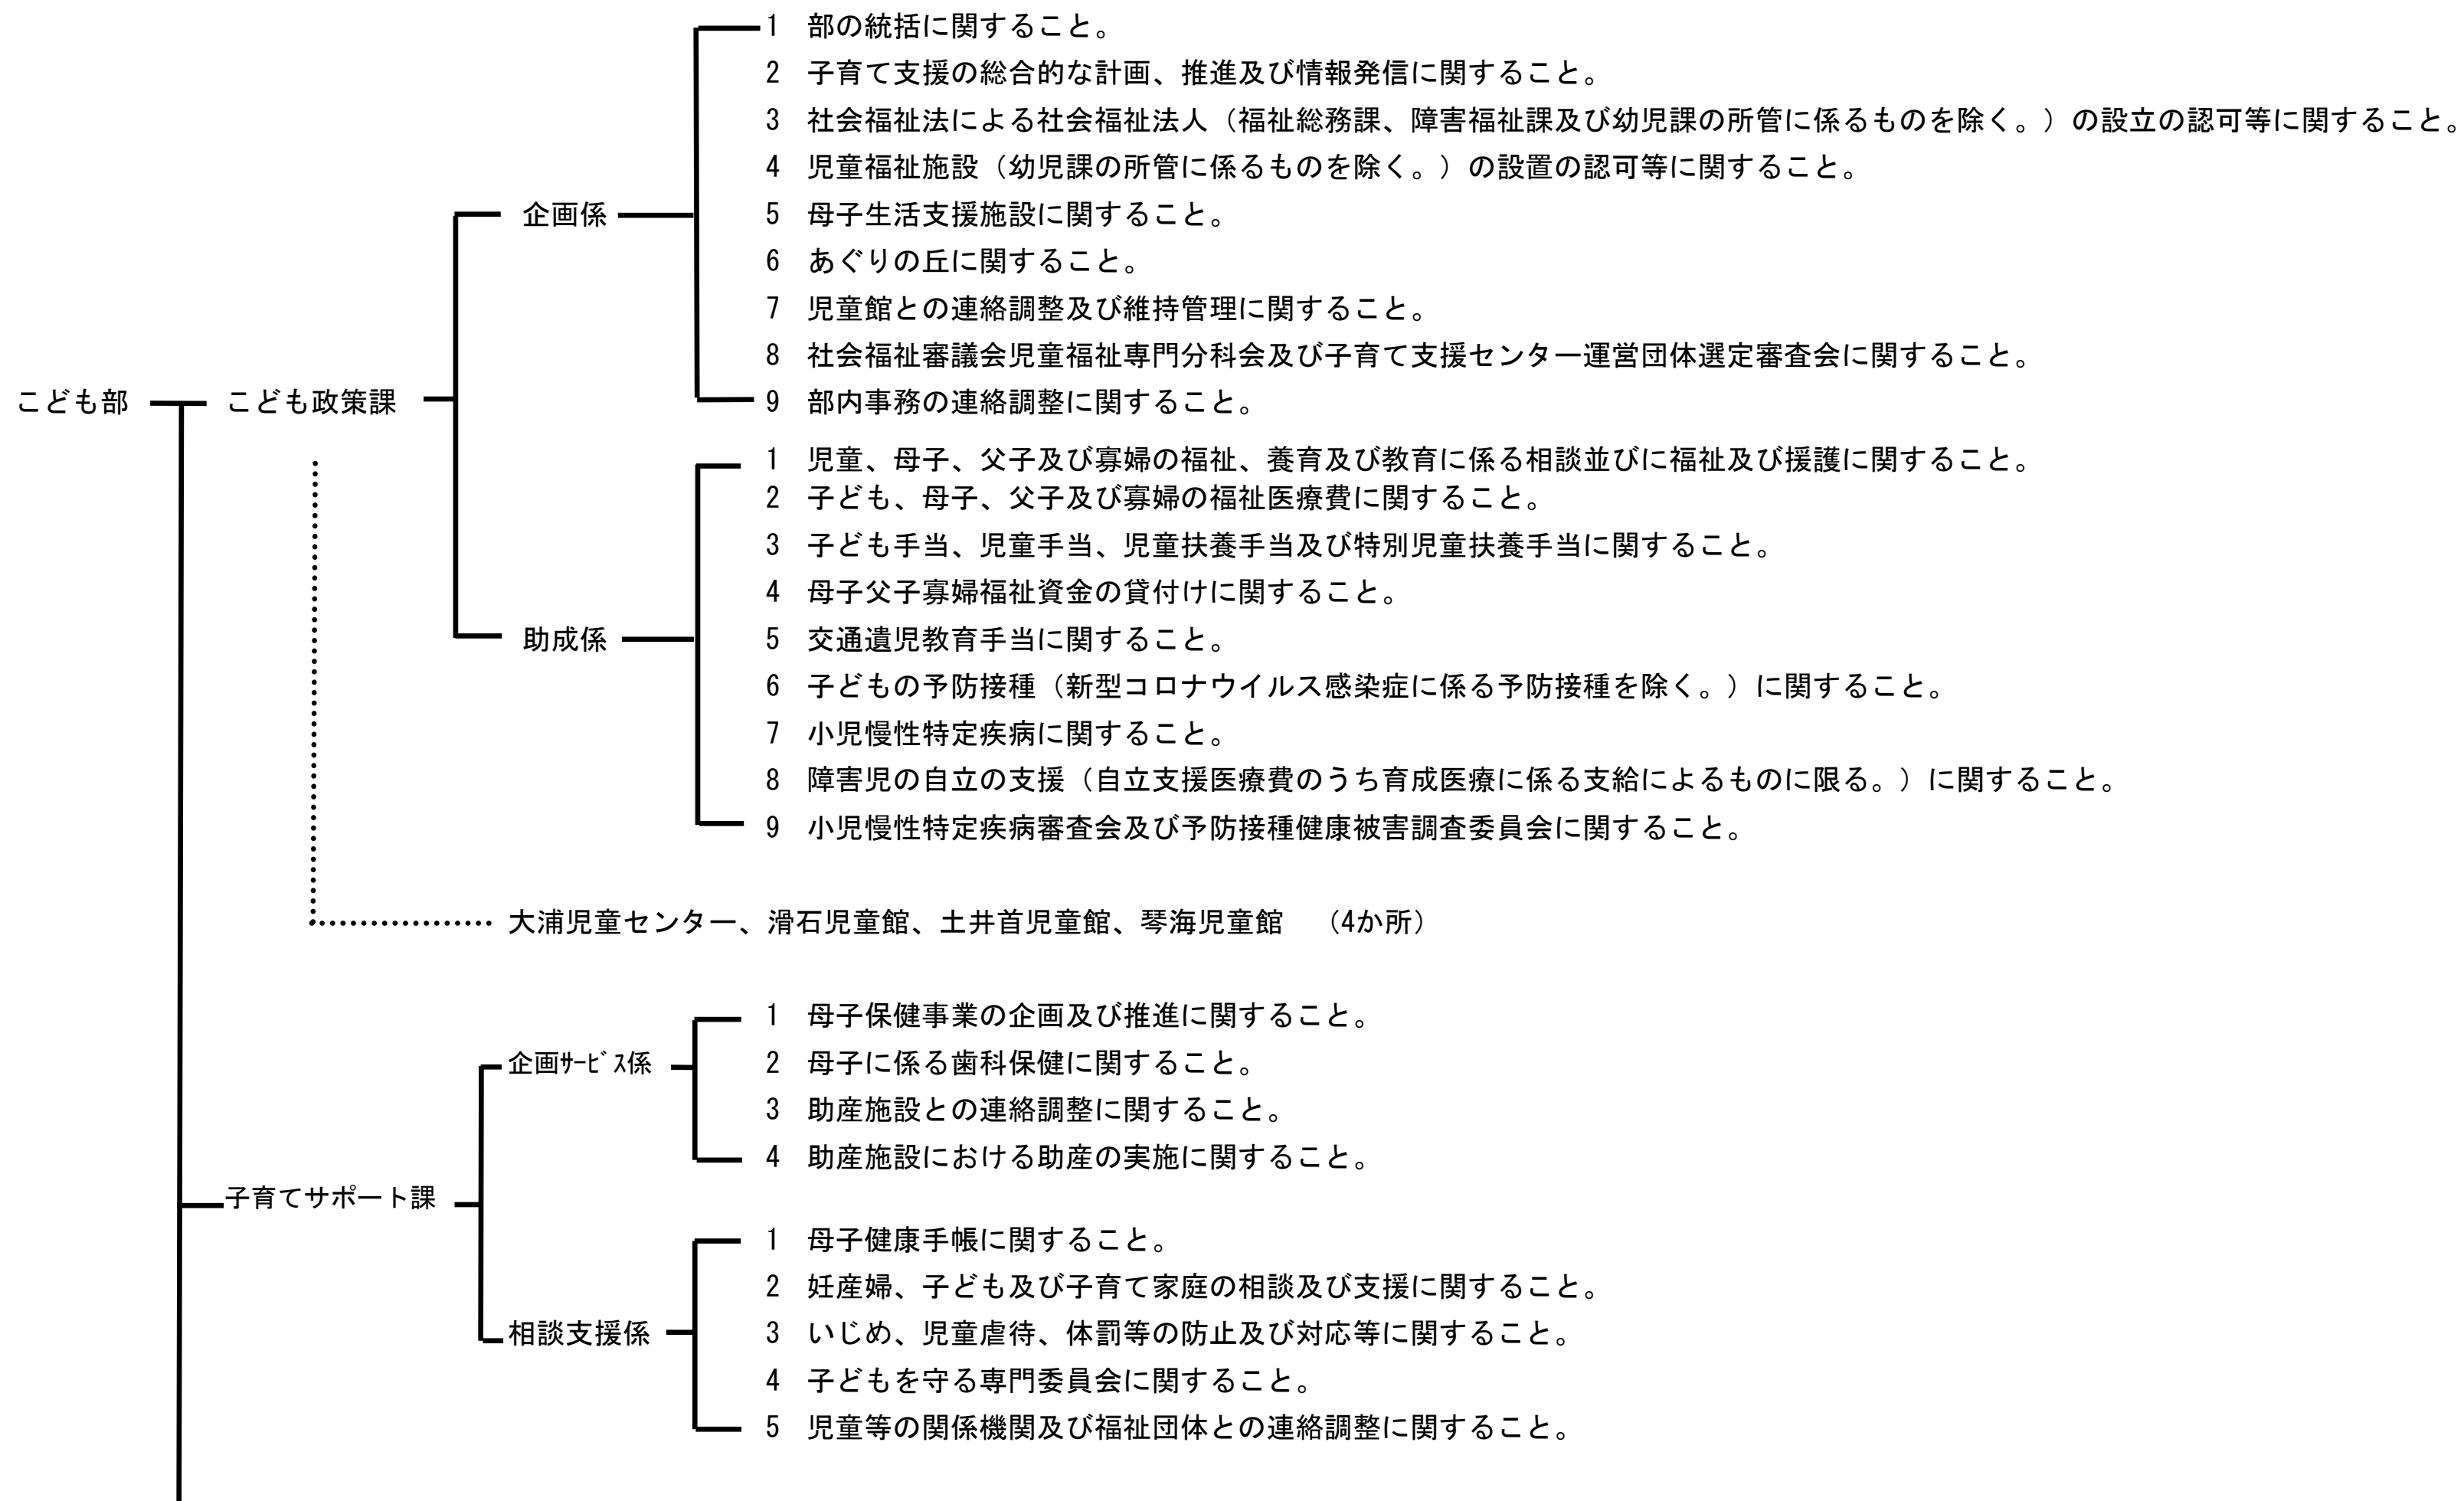 こども部
こども政策課
企画係
1 部の統括に関すること。
2 子育て支援の総合的な計画、推進及び情報発信に関すること。
3 社会福祉法による社会福祉法人（福祉総務課、障害福祉課及び幼児課の所管に係るものを除く。）の設立の認可等に関すること。
4 児童福祉施設（幼児課の所管に係るものを除く。）の設置の認可等に関すること。
5 母子生活支援施設に関すること。
6 あぐりの丘に関すること。
7 児童館との連絡調整及び維持管理に関すること。
8 社会福祉審議会児童福祉専門分科会及び子育て支援センター運営団体選定審査会に関すること。
9 部内事務の連絡調整に関すること。
助成係
1 児童、母子、父子及び寡婦の福祉、養育及び教育に係る相談並びに福祉及び援護に関すること。
2 子ども、母子、父子及び寡婦の福祉医療費に関すること。
3 子ども手当、児童手当、児童扶養手当及び特別児童扶養手当に関すること。
4 母子父子寡婦福祉資金の貸付けに関すること。
5 交通遺児教育手当に関すること。
6 子どもの予防接種（新型コロナウイルス感染症に係る予防接種を除く。）に関すること。
7 小児慢性特定疾病に関すること。
8 障害児の自立の支援（自立支援医療費のうち育成医療に係る支給によるものに限る。）に関すること。
9 小児慢性特定疾病審査会及び予防接種健康被害調査委員会に関すること。
大浦児童センター、滑石児童館、土井首児童館、琴海児童館 （4か所）
子育てサポート課
企画ｻｰﾋﾞｽ係
1 母子保健事業の企画及び推進に関すること。
2 母子に係る歯科保健に関すること。
3 助産施設との連絡調整に関すること。
4 助産施設における助産の実施に関すること。
相談支援係
1 母子健康手帳に関すること。
2 妊産婦、子ども及び子育て家庭の相談及び支援に関すること。
3 いじめ、児童虐待、体罰等の防止及び対応等に関すること。
4 子どもを守る専門委員会に関すること。
5 児童等の関係機関及び福祉団体との連絡調整に関すること。